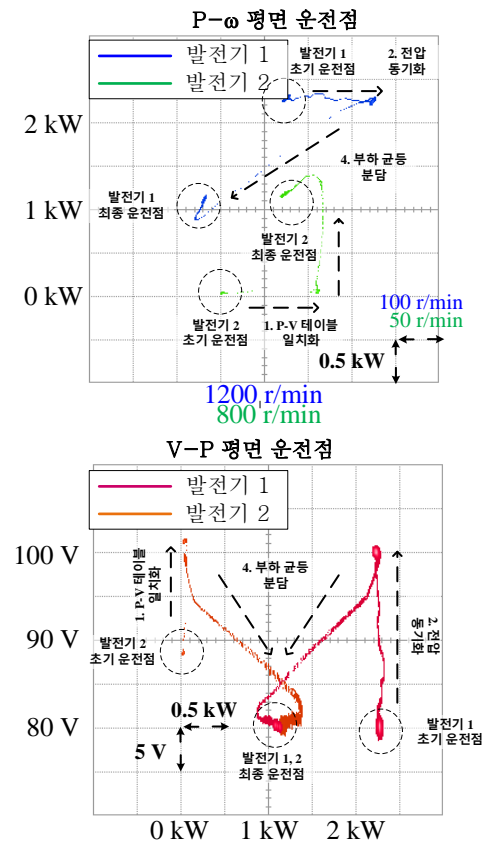 P-ω 평면 운전점
발전기 1
발전기 2
발전기 1
초기 운전점
2. 전압
동기화
2 kW
4. 부하 균등
분담
발전기 1
최종 운전점
1 kW
발전기 2
최종 운전점
0 kW
발전기 2
초기 운전점
1. P-V 테이블
일치화
100 r/min
50 r/min
0.5 kW
1200 r/min
800 r/min
V-P 평면 운전점
발전기 1
발전기 2
100 V
1. P-V 테이블
일치화
4. 부하 균등
분담
90 V
발전기 2
초기 운전점
2. 전압
동기화
0.5 kW
80 V
5 V
발전기 1, 2
최종 운전점
발전기 1
초기 운전점
0 kW
1 kW
2 kW